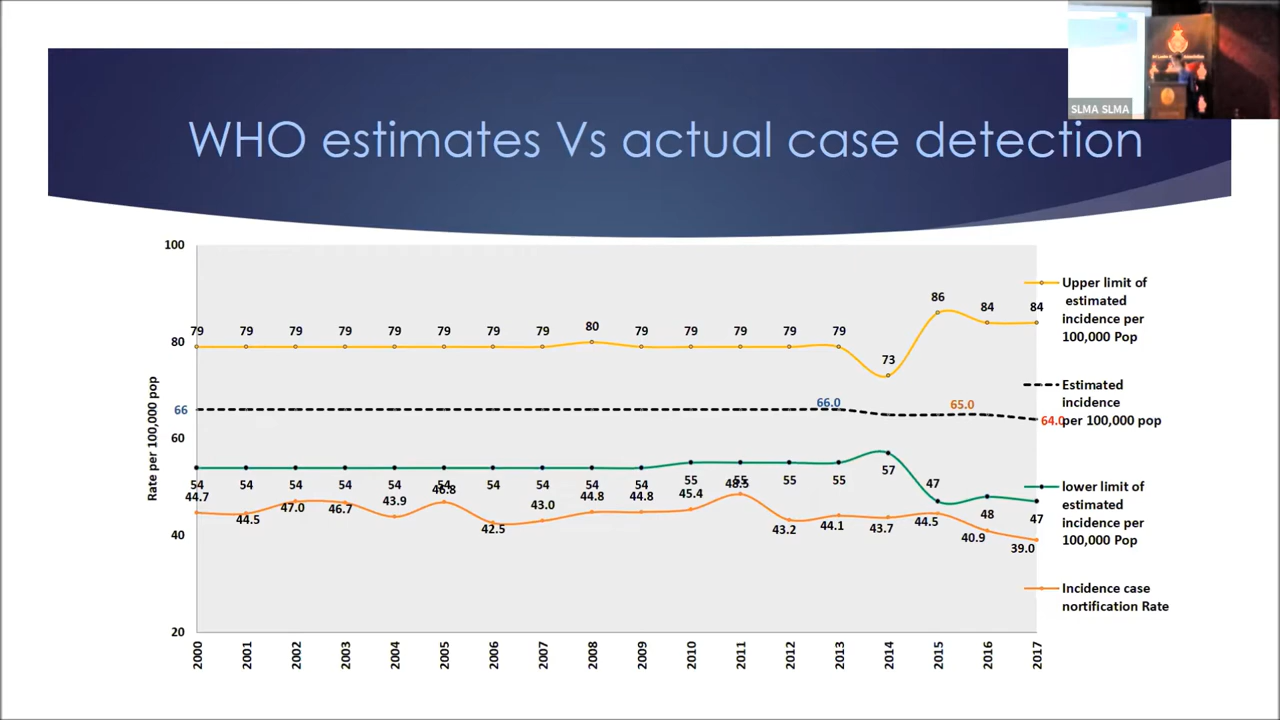 SLMA SLMA
WHO estimates Vs actual case detection
100
80
60
40
20
Rate per 100,000 pop
79 79 79 79 79 79 79 79 80 79 79 79 79 79 73 86 84 84
66 66.0 65.0 64.0
54 54 54 54 54 54 54 54 54 54 55 55 55 55 57 47 48 47
44.7 44.5 47.0 46.7 43.9 46.8 42.5 43.0 44.8 44.8 45.4 48.5 43.2 44.1 43.7 44.5 40.9 39.0
2000 2001 2002 2003 2004 2005 2006 2007 2008 2009 2010 2011 2012 2013 2014 2015 2016 2017
Upper limit of
estimated
incidence per
100,000 Pop
Estimated
incidence
per 100,000 pop
lower limit of
estimated
incidence per
100,000 Pop
Incidence case
nortification Rate